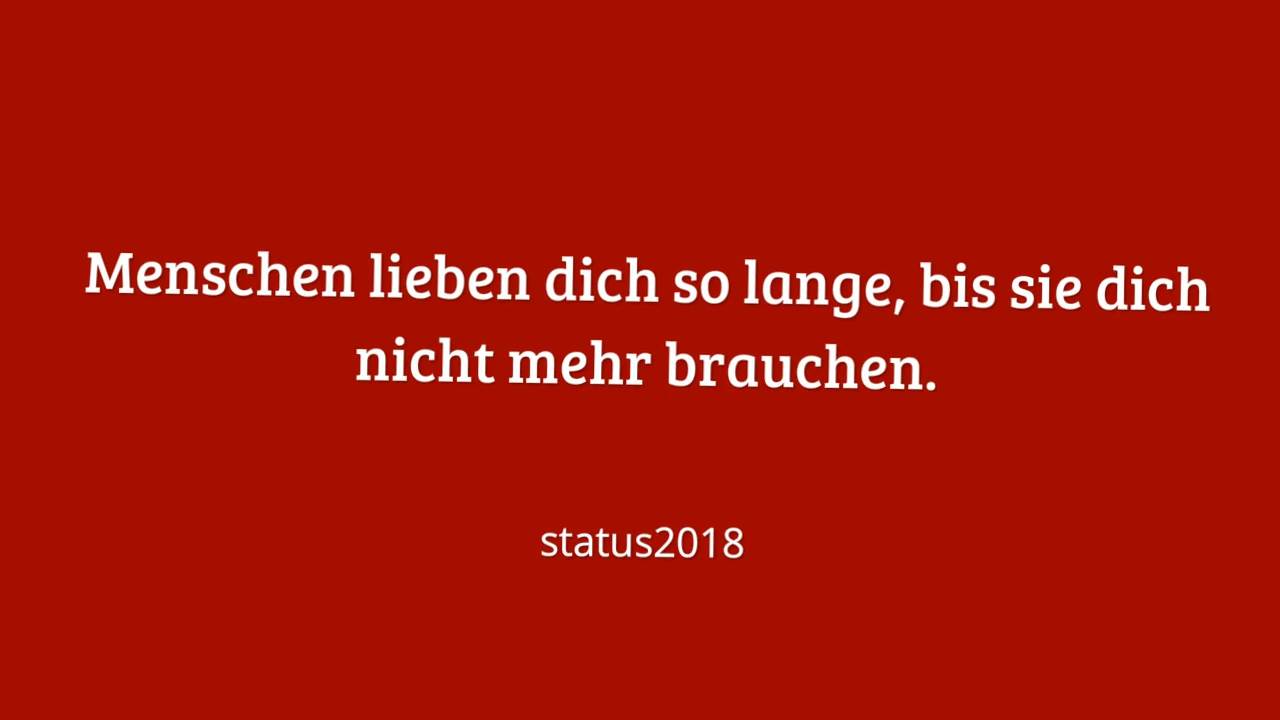 Menschen lieben dich so lange, bis sie dich
nicht mehr brauchen.
status2018